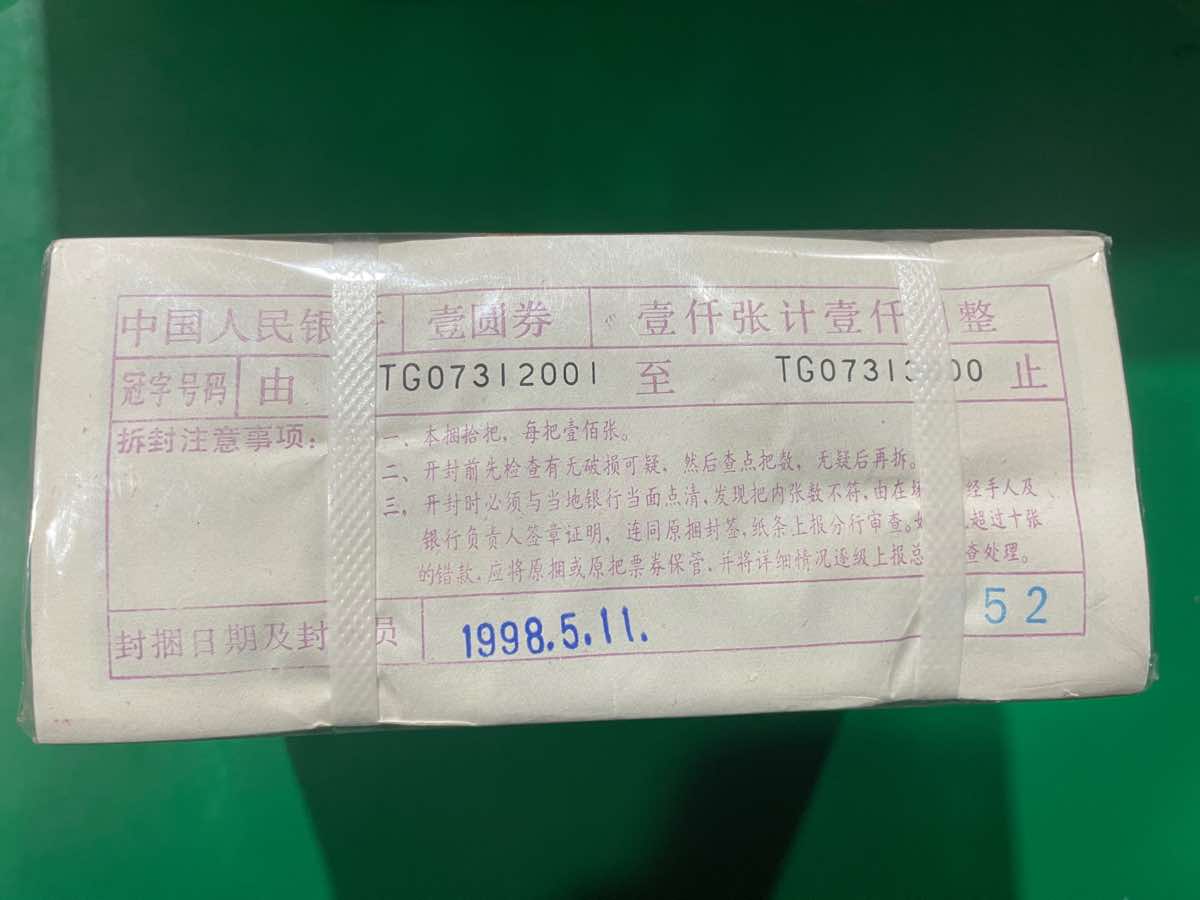 中国人民银 壹圆券 壹仟张计壹仟 整
冠字号码 由 TG07312001 至 TG07313 00 止
拆封注意事项：
一、本捆拾把，每把壹佰张。
二、开封前先检查有无破损可疑，然后查点把数，无疑后再拆。
三、开封时必须与当地银行当面点清，发现把内张数不符，由在场 经手人及
银行负责人签章证明，连同原捆封签，纸条上报分行审查。如 超过十张
的错款，应将原捆或原把票券保管，并将详细情况逐级上报总 查处理。
封捆日期及封 员 1998.5.11. 52